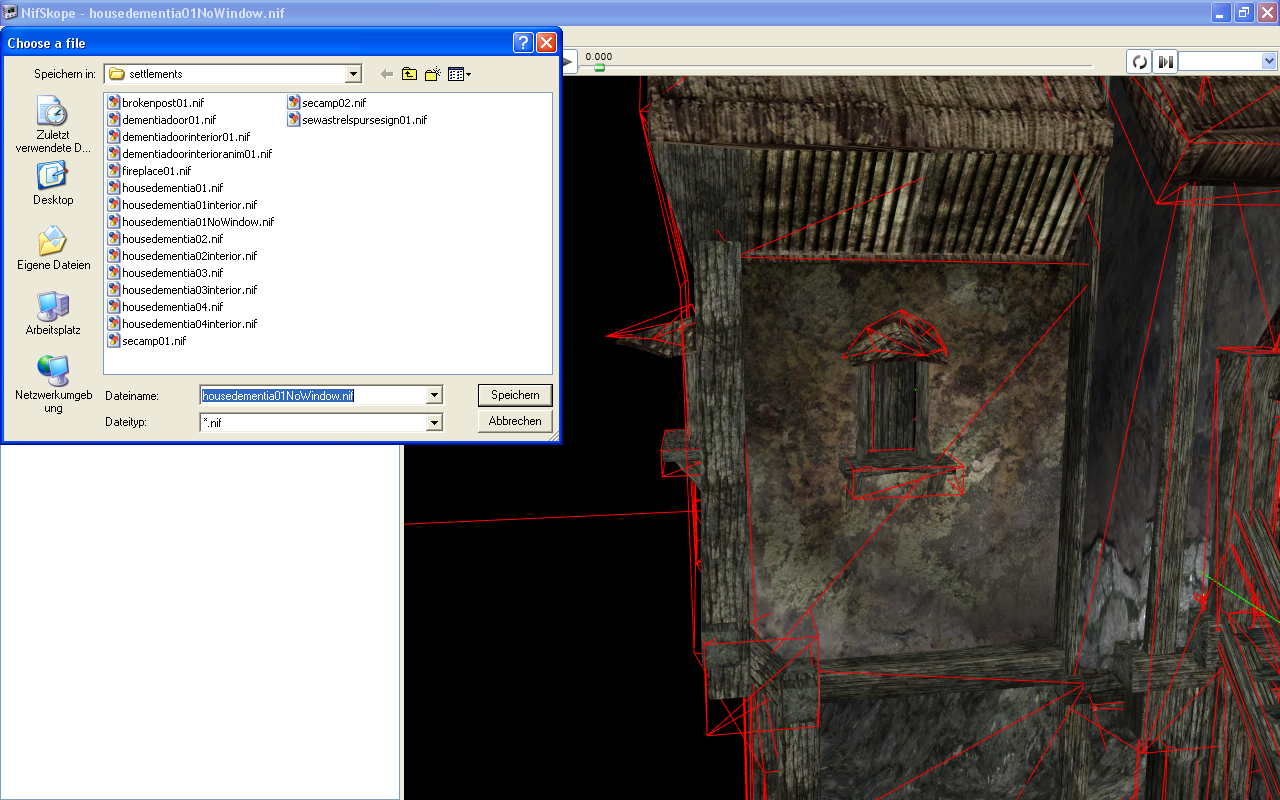 NifSkope - housedementia01NoWindow.nif
Choose a file
0.000
Speichern in:
settlements
Zuletzt
verwendete D...
Desktop
Eigene Dateien
Arbeitsplatz
Netzwerkumgeb
ung
brokenpost01.nif
dementiadoor01.nif
dementiadoorinterior01.nif
dementiadoorinterioranim01.nif
fireplace01.nif
housedementia01.nif
housedementia01interior.nif
housedementia01NoWindow.nif
housedementia02.nif
housedementia02interior.nif
housedementia03.nif
housedementia03interior.nif
housedementia04.nif
housedementia04interior.nif
secamp01.nif
secamp02.nif
sewastrelspursesign01.nif
Dateiname:
housedementia01NoWindow.nif
Speichern
Dateityp:
*.nif
Abbrechen